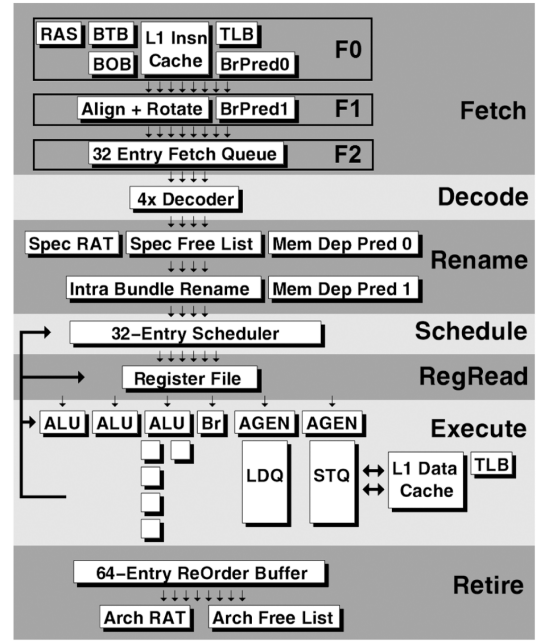 RAS BTB L1 Insn Cache TLB F0
BOB BrPred0
Align + Rotate BrPred1 F1 Fetch
32 Entry Fetch Queue F2
4x Decoder Decode
Spec RAT Spec Free List Mem Dep Pred 0
Rename
Intra Bundle Rename Mem Dep Pred 1
32-Entry Scheduler Schedule
Register File RegRead
ALU ALU ALU Br AGEN AGEN Execute
LDQ STQ L1 Data Cache TLB
64-Entry ReOrder Buffer
Retire
Arch RAT Arch Free List